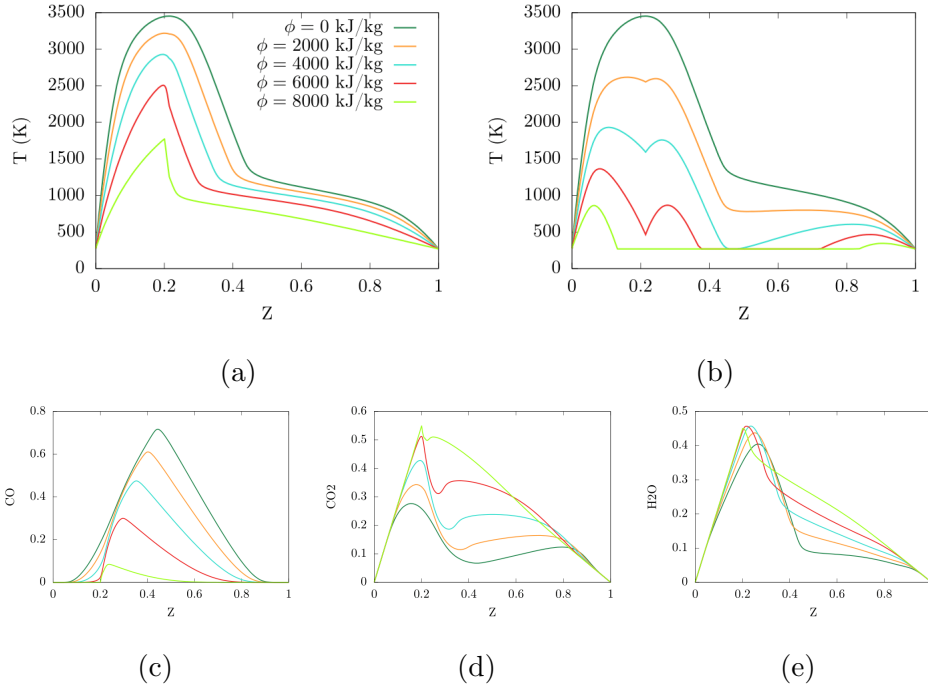 T (K)
3500
3000
2500
2000
1500
1000
500
0
0 0.2 0.4 0.6 0.8 1
Z
ϕ = 0 kJ/kg
ϕ = 2000 kJ/kg
ϕ = 4000 kJ/kg
ϕ = 6000 kJ/kg
ϕ = 8000 kJ/kg
(a)
T (K)
3500
3000
2500
2000
1500
1000
500
0
0 0.2 0.4 0.6 0.8 1
Z
(b)
CO
0.8
0.6
0.4
0.2
0
0 0.2 0.4 0.6 0.8 1
Z
(c)
CO2
0.6
0.5
0.4
0.3
0.2
0.1
0
0 0.2 0.4 0.6 0.8 1
Z
(d)
H2O
0.5
0.4
0.3
0.2
0.1
0
0 0.2 0.4 0.6 0.8
Z
(e)